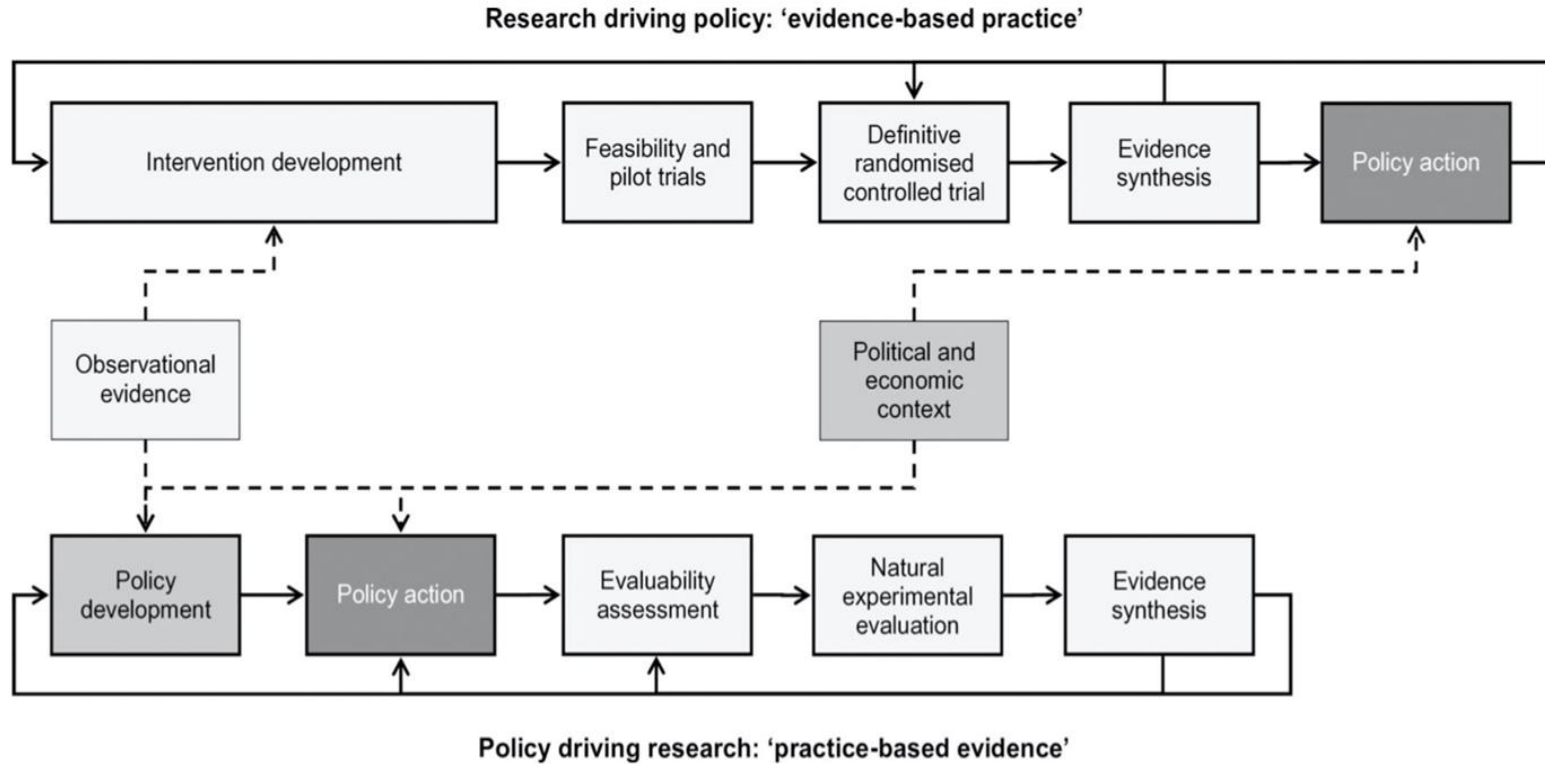 Research driving policy: ‘evidence-based practice’
Intervention development
Feasibility and
pilot trials
Definitive
randomised
controlled trial
Evidence
synthesis
Policy action
Observational
evidence
Political and
economic
context
Policy
development
Policy action
Evaluability
assessment
Natural
experimental
evaluation
Evidence
synthesis
Policy driving research: ‘practice-based evidence’